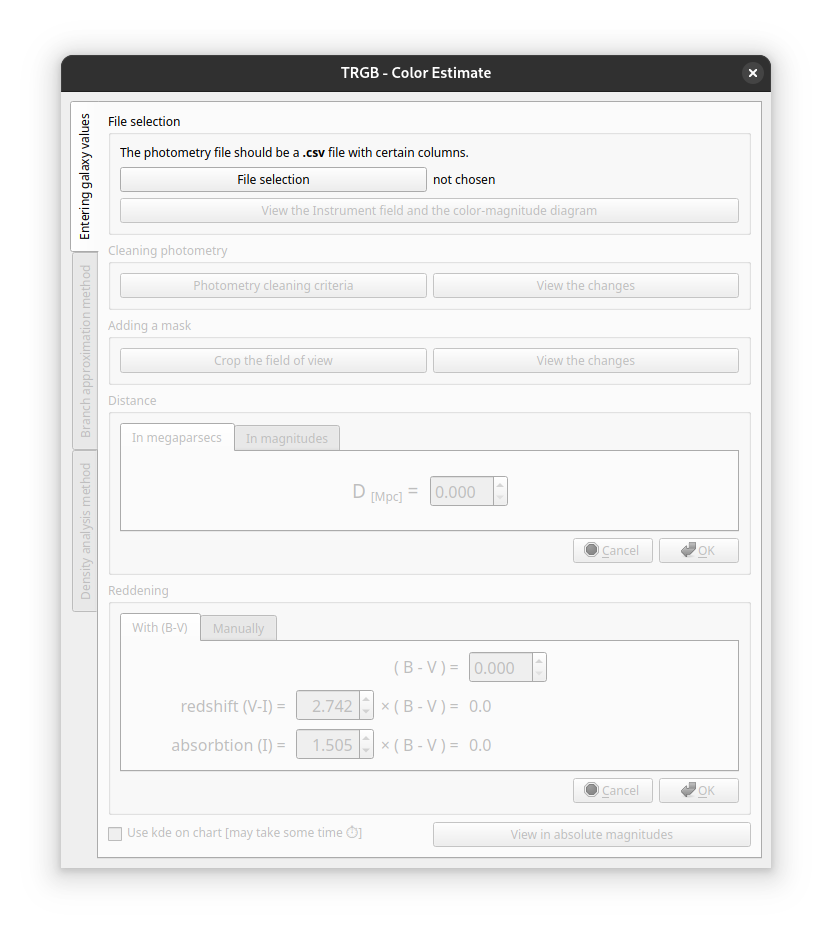 TRGB - Color Estimate
Entering galaxy values
Branch approximation method
Density analysis method
File selection
The photometry file should be a .csv file with certain columns.
File selection not chosen
View the Instrument field and the color-magnitude diagram
Cleaning photometry
Photometry cleaning criteria View the changes
Adding a mask
Crop the field of view View the changes
Distance
In megaparsecs In magnitudes
D [Mpc] = 0.000
Cancel OK
Reddening
With (B-V) Manually
( B - V ) = 0.000
redshift (V-I) = 2.742 × ( B - V ) = 0.0
absorbtion (I) = 1.505 × ( B - V ) = 0.0
Cancel OK
Use kde on chart [may take some time ⏱] View in absolute magnitudes